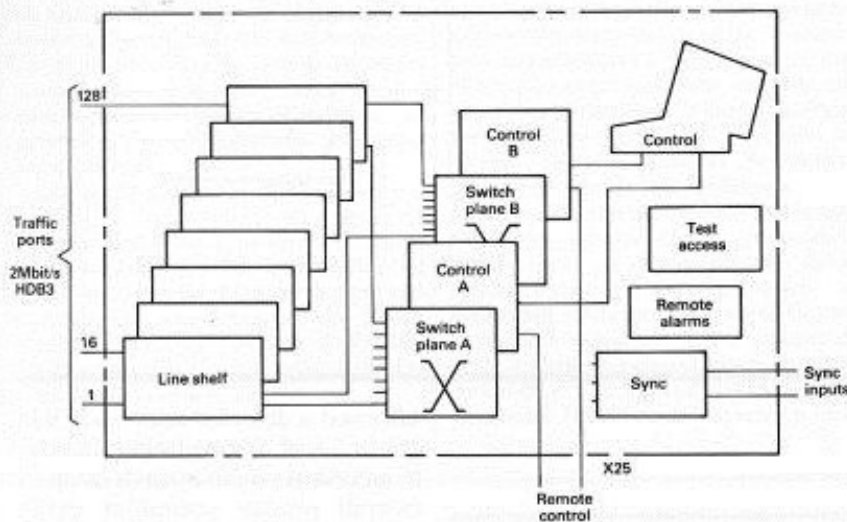 128
Traffic
ports
2Mbit/s
HDB3
16
1
Line shelf
Control
B
Switch
plane B
Control
A
Switch
plane A
Control
Test
access
Remote
alarms
Sync
Sync
inputs
X25
Remote
control